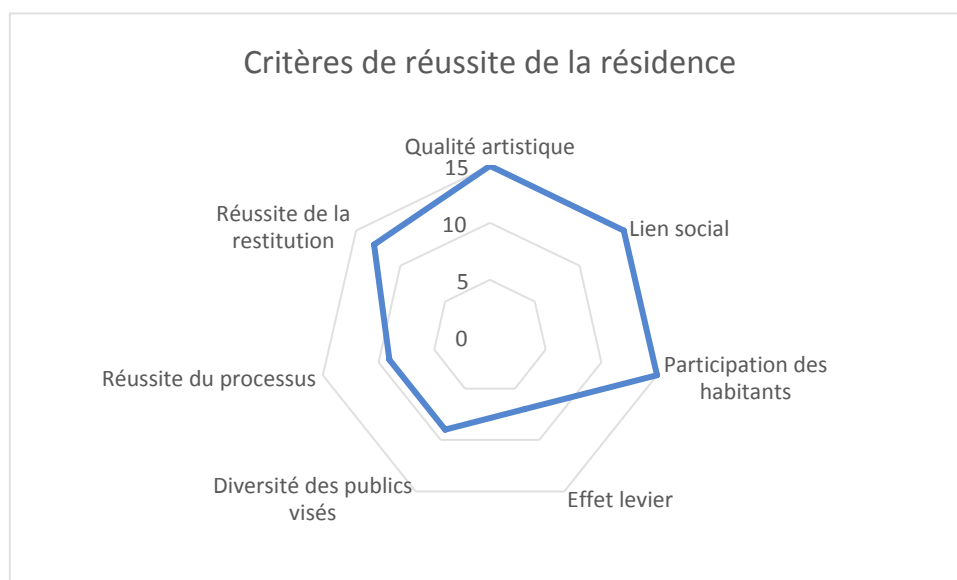 Critères de réussite de la résidence
Qualité artistique
15
10
5
0
Lien social
Participation des
habitants
Effet levier
Diversité des publics
visés
Réussite du processus
Réussite de la
restitution